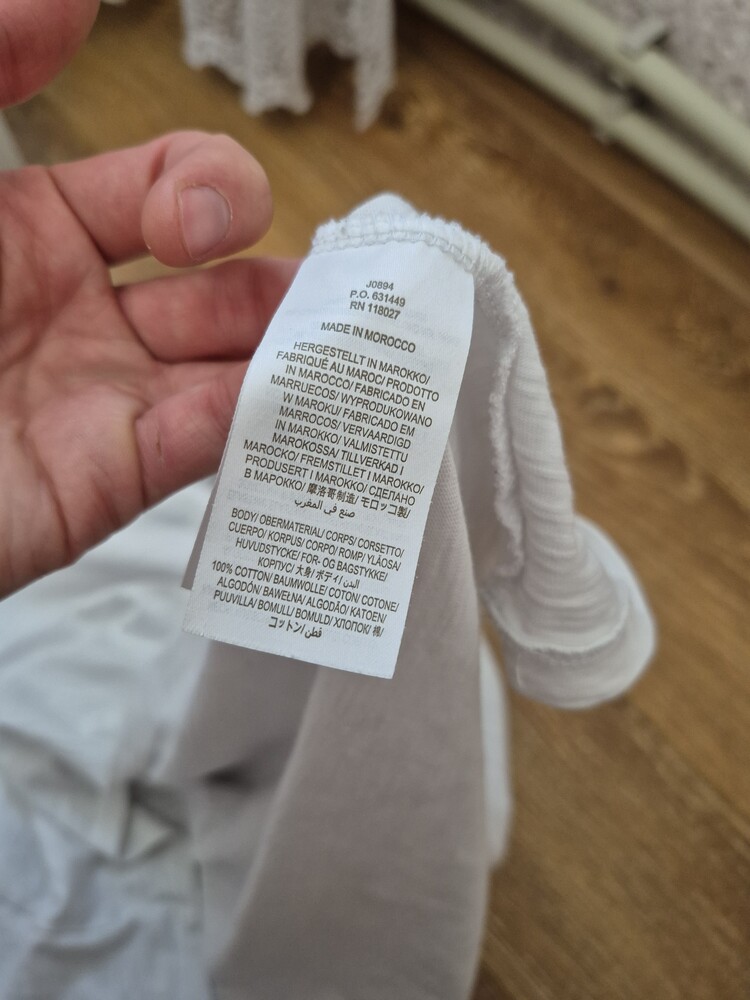 J0894
P.O. 631449
RN 118027
MADE IN MOROCCO
HERGESTELLT IN MAROKKO/
FABRIQUÉ AU MAROC/ PRODOTTO
IN MAROCCO/ FABRICADO EN
MARRUECOS/ WYPRODUKOWANO
W MAROKU/ FABRICADO EM
MARROCOS/ VERVAARDIGD
IN MAROKKO/ VALMISTETTU
MAROKOSSA/ TILLVERKAD I
MAROCKO/ FREMSTILLET I MAROKKO/
PRODUSERT I MAROKKO/ СДЕЛАНО
В МАРОККО/ 摩洛哥制造/ モロッコ製/
صنع في المغرب
BODY/ OBERMATERIAL/ CORPS/ CORSETTO/
CUERPO/ KORPUS/ CORPO/ ROMP/ YLÄOSA/
HUVUDSTYCKE/ FOR- OG BAGSTYKKE/
КОРПУС/ 大身/ ボディ/ البدن/
100% COTTON/ BAUMWOLLE/ COTON/ COTONE/
ALGODÓN/ BAWEŁNA/ ALGODÃO/ KATOEN/
PUUVILLA/ BOMULL/ BOMULD/ ХЛОПОК/ 棉/
コットン/ قطن